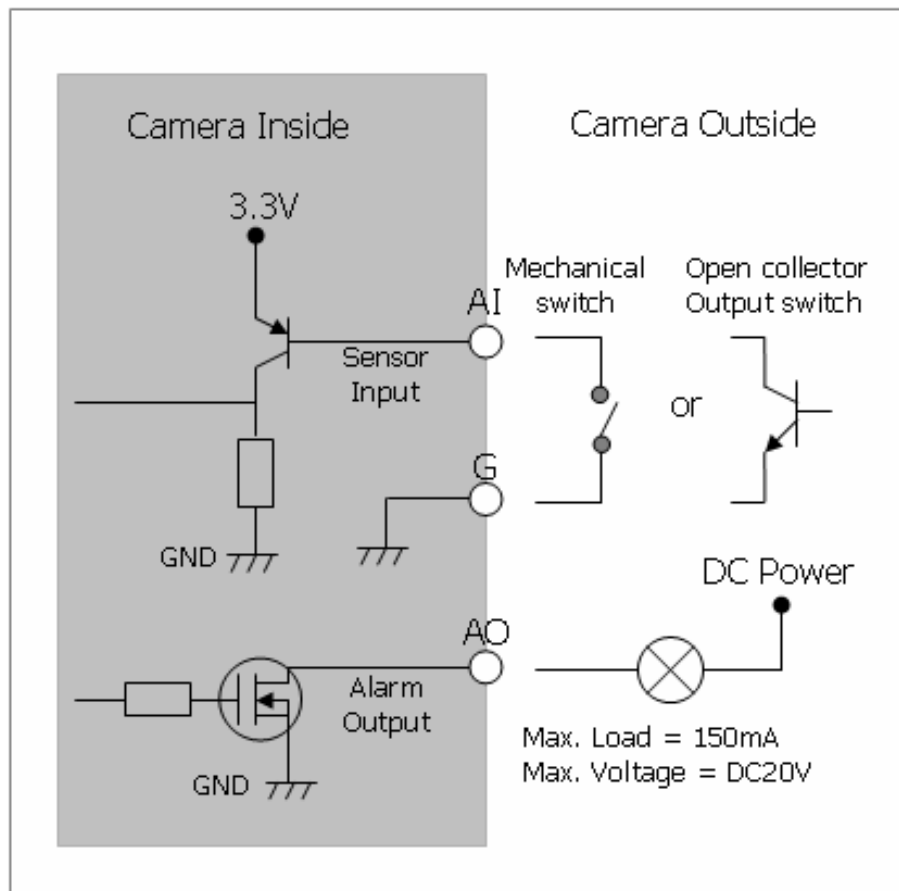 Camera Inside
Camera Outside
3.3V
Mechanical
switch
Open collector
Output switch
AI
Sensor
Input
or
G
GND
DC Power
AO
Alarm
Output
Max. Load = 150mA
Max. Voltage = DC20V
GND